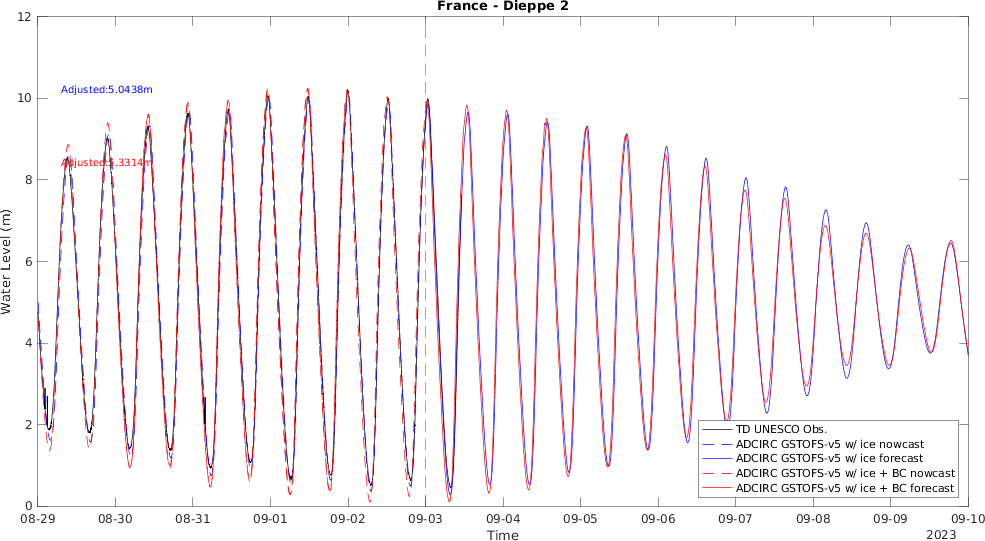 France - Dieppe 2
12
10
8
6
4
2
0
Water Level (m)
Adjusted:5.0438m
Adjusted:5.3314m
TD UNESCO Obs.
ADCIRC GSTOFS-v5 w/ ice nowcast
ADCIRC GSTOFS-v5 w/ ice forecast
ADCIRC GSTOFS-v5 w/ ice + BC nowcast
ADCIRC GSTOFS-v5 w/ ice + BC forecast
08-29 08-30 08-31 09-01 09-02 09-03 09-04 09-05 09-06 09-07 09-08 09-09 09-10
Time
2023